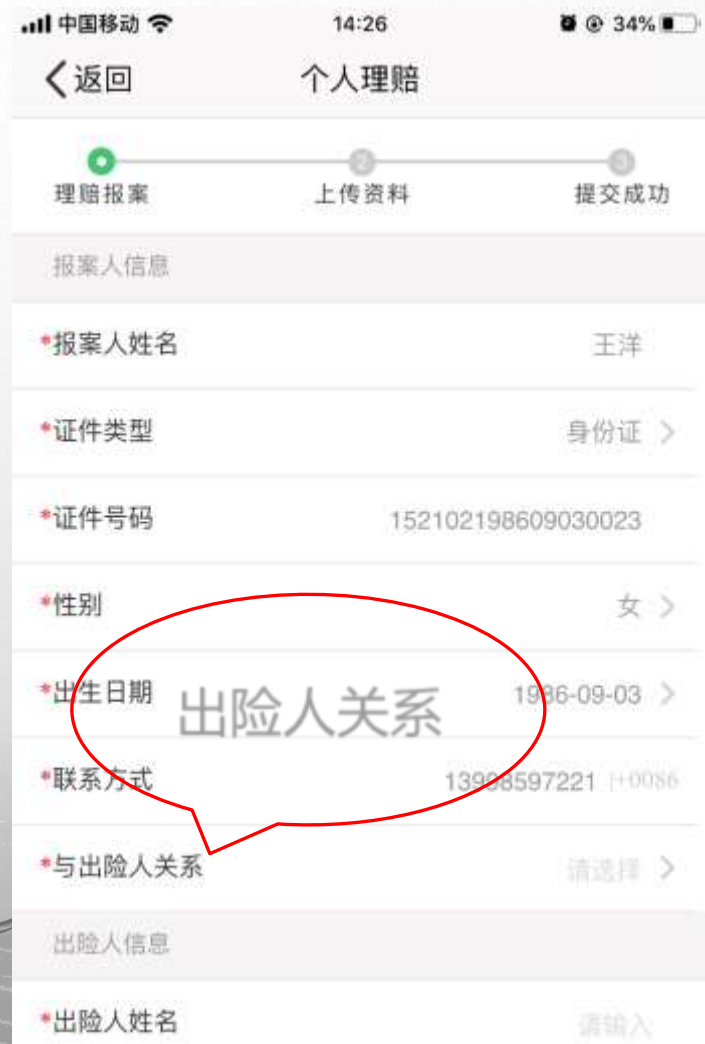 中国移动 14:26 34%
返回 个人理赔
2 3
理赔报案 上传资料 提交成功
报案人信息
*报案人姓名 王洋
*证件类型 身份证
*证件号码 152102198609030023
*性别 女
*出生日期 1986-09-03
出险人关系
*联系方式 13998597221 +0086
*与出险人关系 请选择
出险人信息
*出险人姓名 请输入